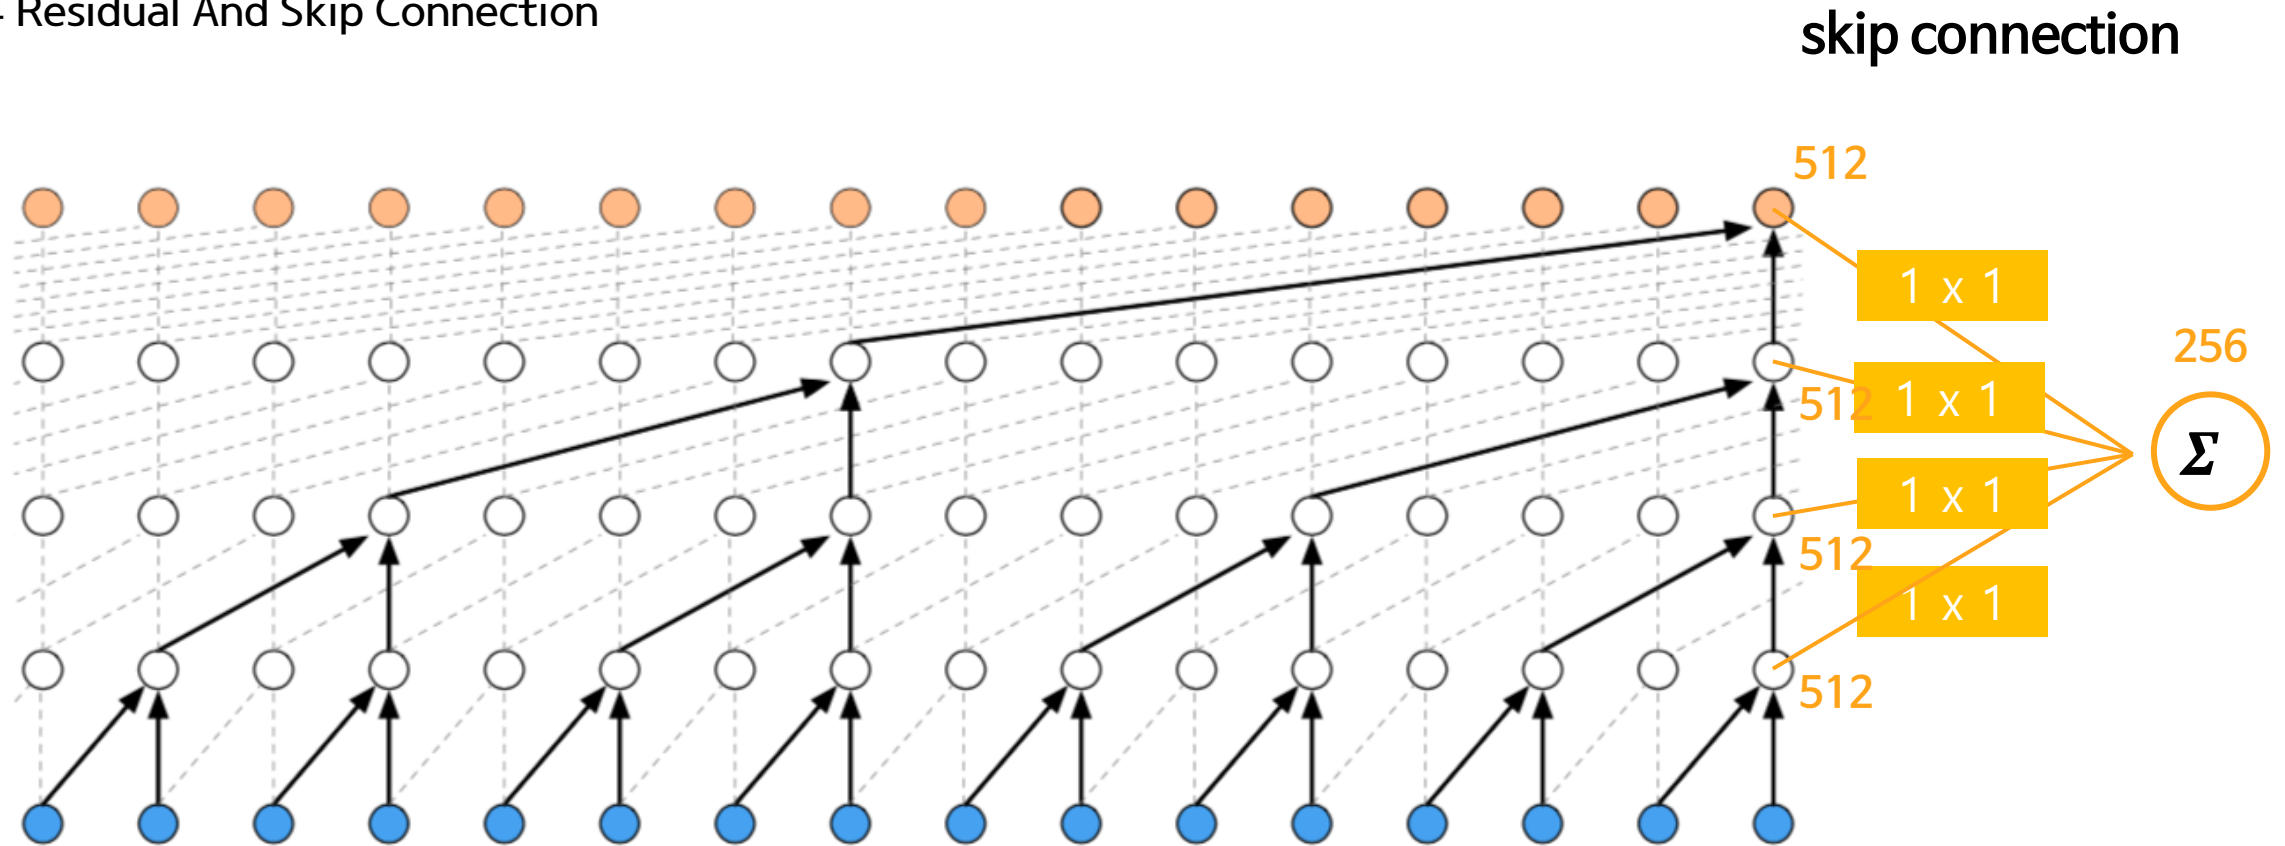 Residual And Skip Connection
skip connection
512
1 x 1
256
512
1 x 1
Σ
1 x 1
512
1 x 1
512